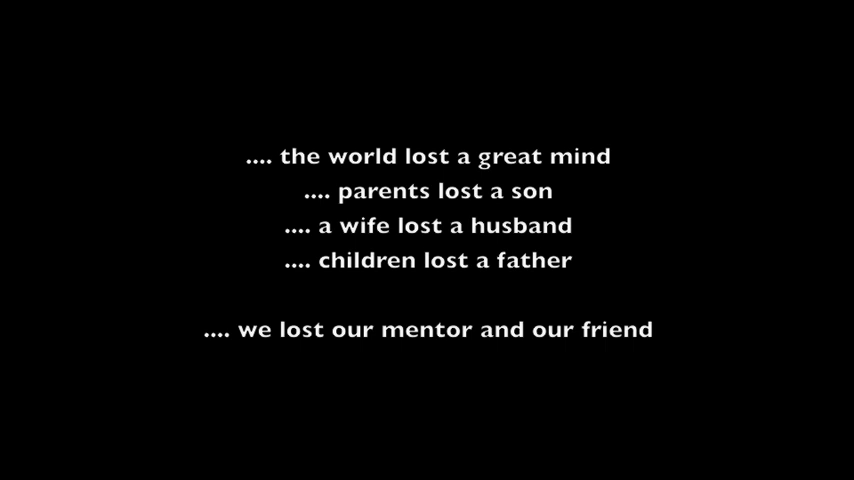 .... the world lost a great mind
.... parents lost a son
.... a wife lost a husband
.... children lost a father
.... we lost our mentor and our friend